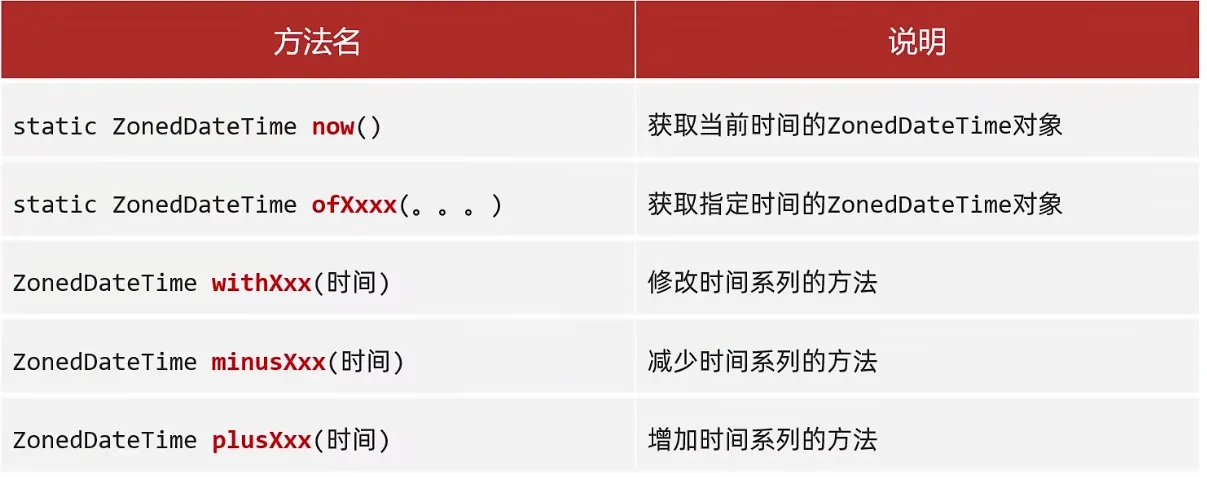 方法名 说明
static ZonedDateTime now() 获取当前时间的ZonedDateTime对象
static ZonedDateTime ofXxxx(。。。) 获取指定时间的ZonedDateTime对象
ZonedDateTime withXxx(时间) 修改时间系列的方法
ZonedDateTime minusXxx(时间) 减少时间系列的方法
ZonedDateTime plusXxx(时间) 增加时间系列的方法